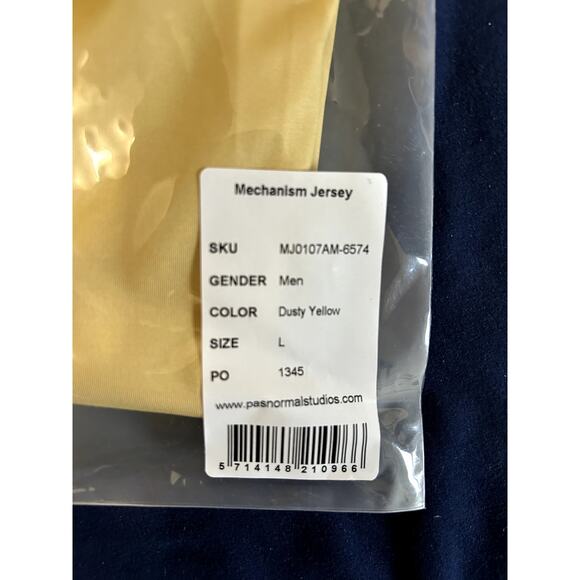 Mechanism Jersey
SKU MJ0107AM-6574
GENDER Men
COLOR Dusty Yellow
SIZE L
PO 1345
www.pasnormalstudios.com
5 714148 210966